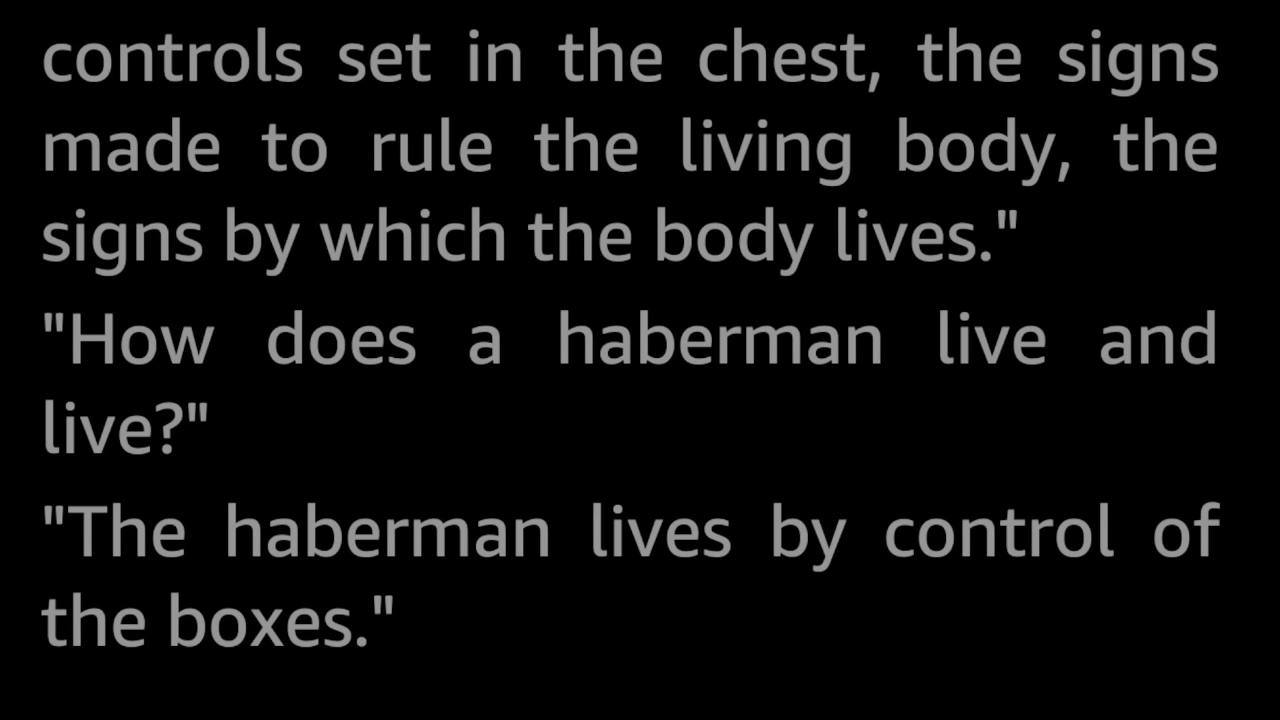 controls set in the chest, the signs
made to rule the living body, the
signs by which the body lives."
"How does a haberman live and
live?"
"The haberman lives by control of
the boxes."